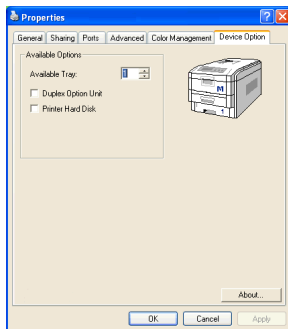 Properties
General
Sharing
Ports
Advanced
Color Management
Device Option
Available Options
Available Tray:
1
Duplex Option Unit
Printer Hard Disk
M
1
About...
OK
Cancel
Apply